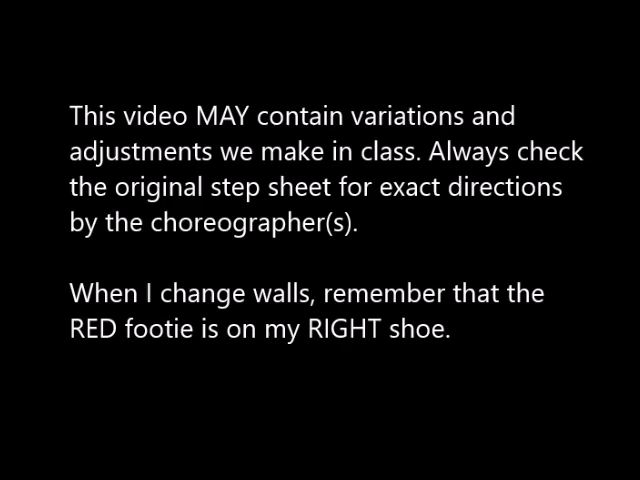 This video MAY contain variations and
adjustments we make in class. Always check
the original step sheet for exact directions
by the choreographer(s).
When I change walls, remember that the
RED footie is on my RIGHT shoe.